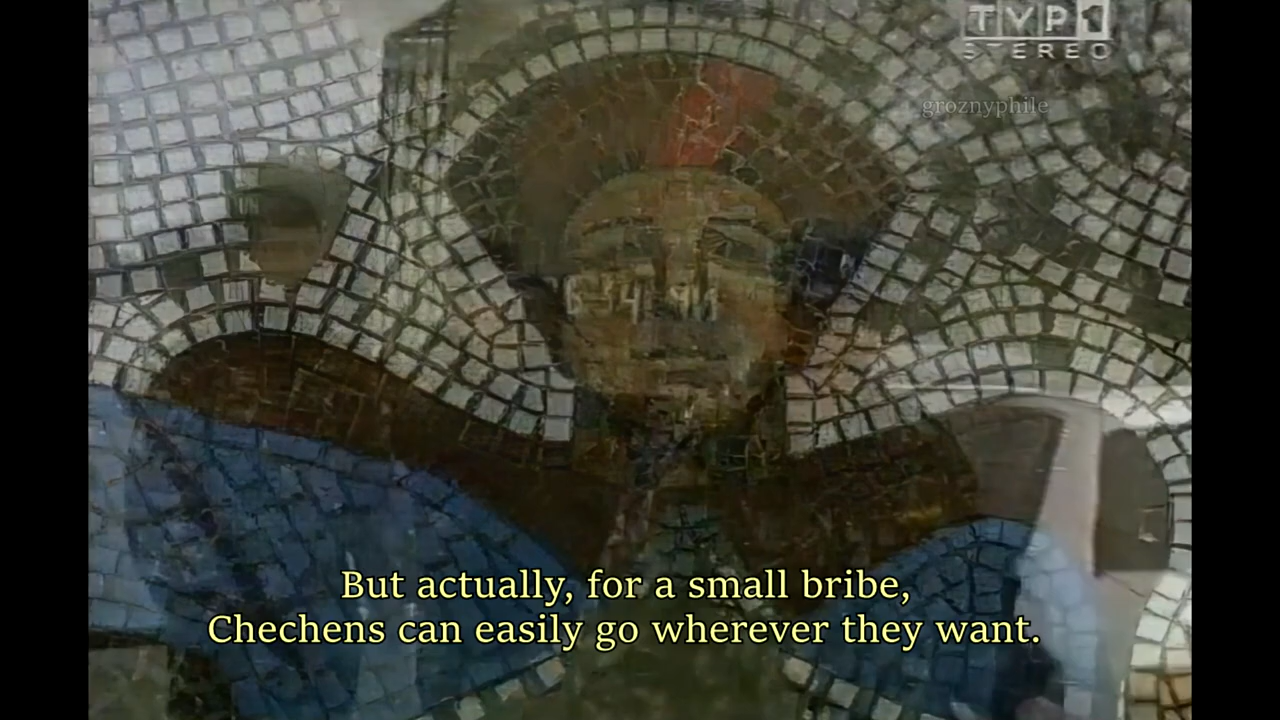 TVP1
STEREO
groznyphile
But actually, for a small bribe,
Chechens can easily go wherever they want.